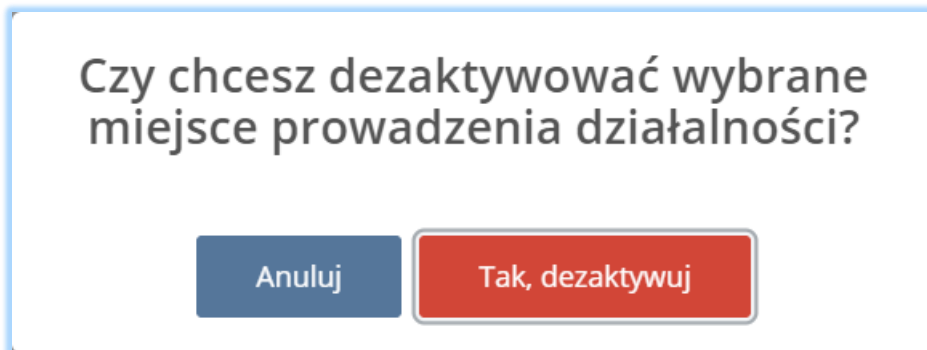 Czy chcesz dezaktywować wybrane
miejsce prowadzenia działalności?
Anuluj
Tak, dezaktywuj